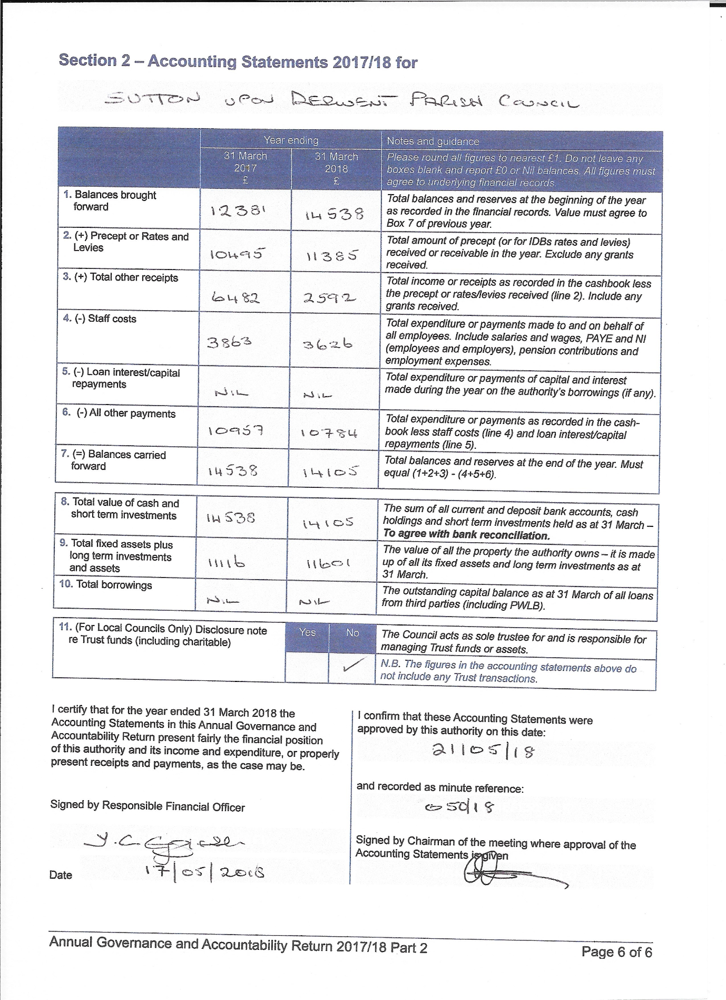 Section 2 – Accounting Statements 2017/18 for
SUTTON UPON DERWENT PARISH COUNCIL
Year ending
Notes and guidance
31 March
2017
£
31 March
2018
£
Please round all figures to nearest £1. Do not leave any
boxes blank and report £0 or Nil balances. All figures must
agree to underlying financial records.
1. Balances brought
forward
12381
14538
Total balances and reserves at the beginning of the year
as recorded in the financial records. Value must agree to
Box 7 of previous year.
2. (+) Precept or Rates and
Levies
10495
11385
Total amount of precept (or for IDBs rates and levies)
received or receivable in the year. Exclude any grants
received.
3. (+) Total other receipts
6482
2592
Total income or receipts as recorded in the cashbook less
the precept or rates/levies received (line 2). Include any
grants received.
4. (-) Staff costs
3863
3626
Total expenditure or payments made to and on behalf of
all employees. Include salaries and wages, PAYE and NI
(employees and employers), pension contributions and
employment expenses.
5. (-) Loan interest/capital
repayments
NIL
NIL
Total expenditure or payments of capital and interest
made during the year on the authority's borrowings (if any).
6. (-) All other payments
10957
10784
Total expenditure or payments as recorded in the cash-
book less staff costs (line 4) and loan interest/capital
repayments (line 5).
7. (=) Balances carried
forward
14538
14105
Total balances and reserves at the end of the year. Must
equal (1+2+3) - (4+5+6).
8. Total value of cash and
short term investments
14538
14105
The sum of all current and deposit bank accounts, cash
holdings and short term investments held as at 31 March –
To agree with bank reconciliation.
9. Total fixed assets plus
long term investments
and assets
11116
11601
The value of all the property the authority owns – it is made
up of all its fixed assets and long term investments as at
31 March.
10. Total borrowings
NIL
NIL
The outstanding capital balance as at 31 March of all loans
from third parties (including PWLB).
11. (For Local Councils Only) Disclosure note
re Trust funds (including charitable)
Yes
No
The Council acts as sole trustee for and is responsible for
managing Trust funds or assets.
✓
N.B. The figures in the accounting statements above do
not include any Trust transactions.
I certify that for the year ended 31 March 2018 the
Accounting Statements in this Annual Governance and
Accountability Return present fairly the financial position
of this authority and its income and expenditure, or properly
present receipts and payments, as the case may be.
Signed by Responsible Financial Officer
Date
17/05/2018
I confirm that these Accounting Statements were
approved by this authority on this date:
21/05/18
and recorded as minute reference:
050/18
Signed by Chairman of the meeting where approval of the
Accounting Statements is given
Annual Governance and Accountability Return 2017/18 Part 2
Page 6 of 6